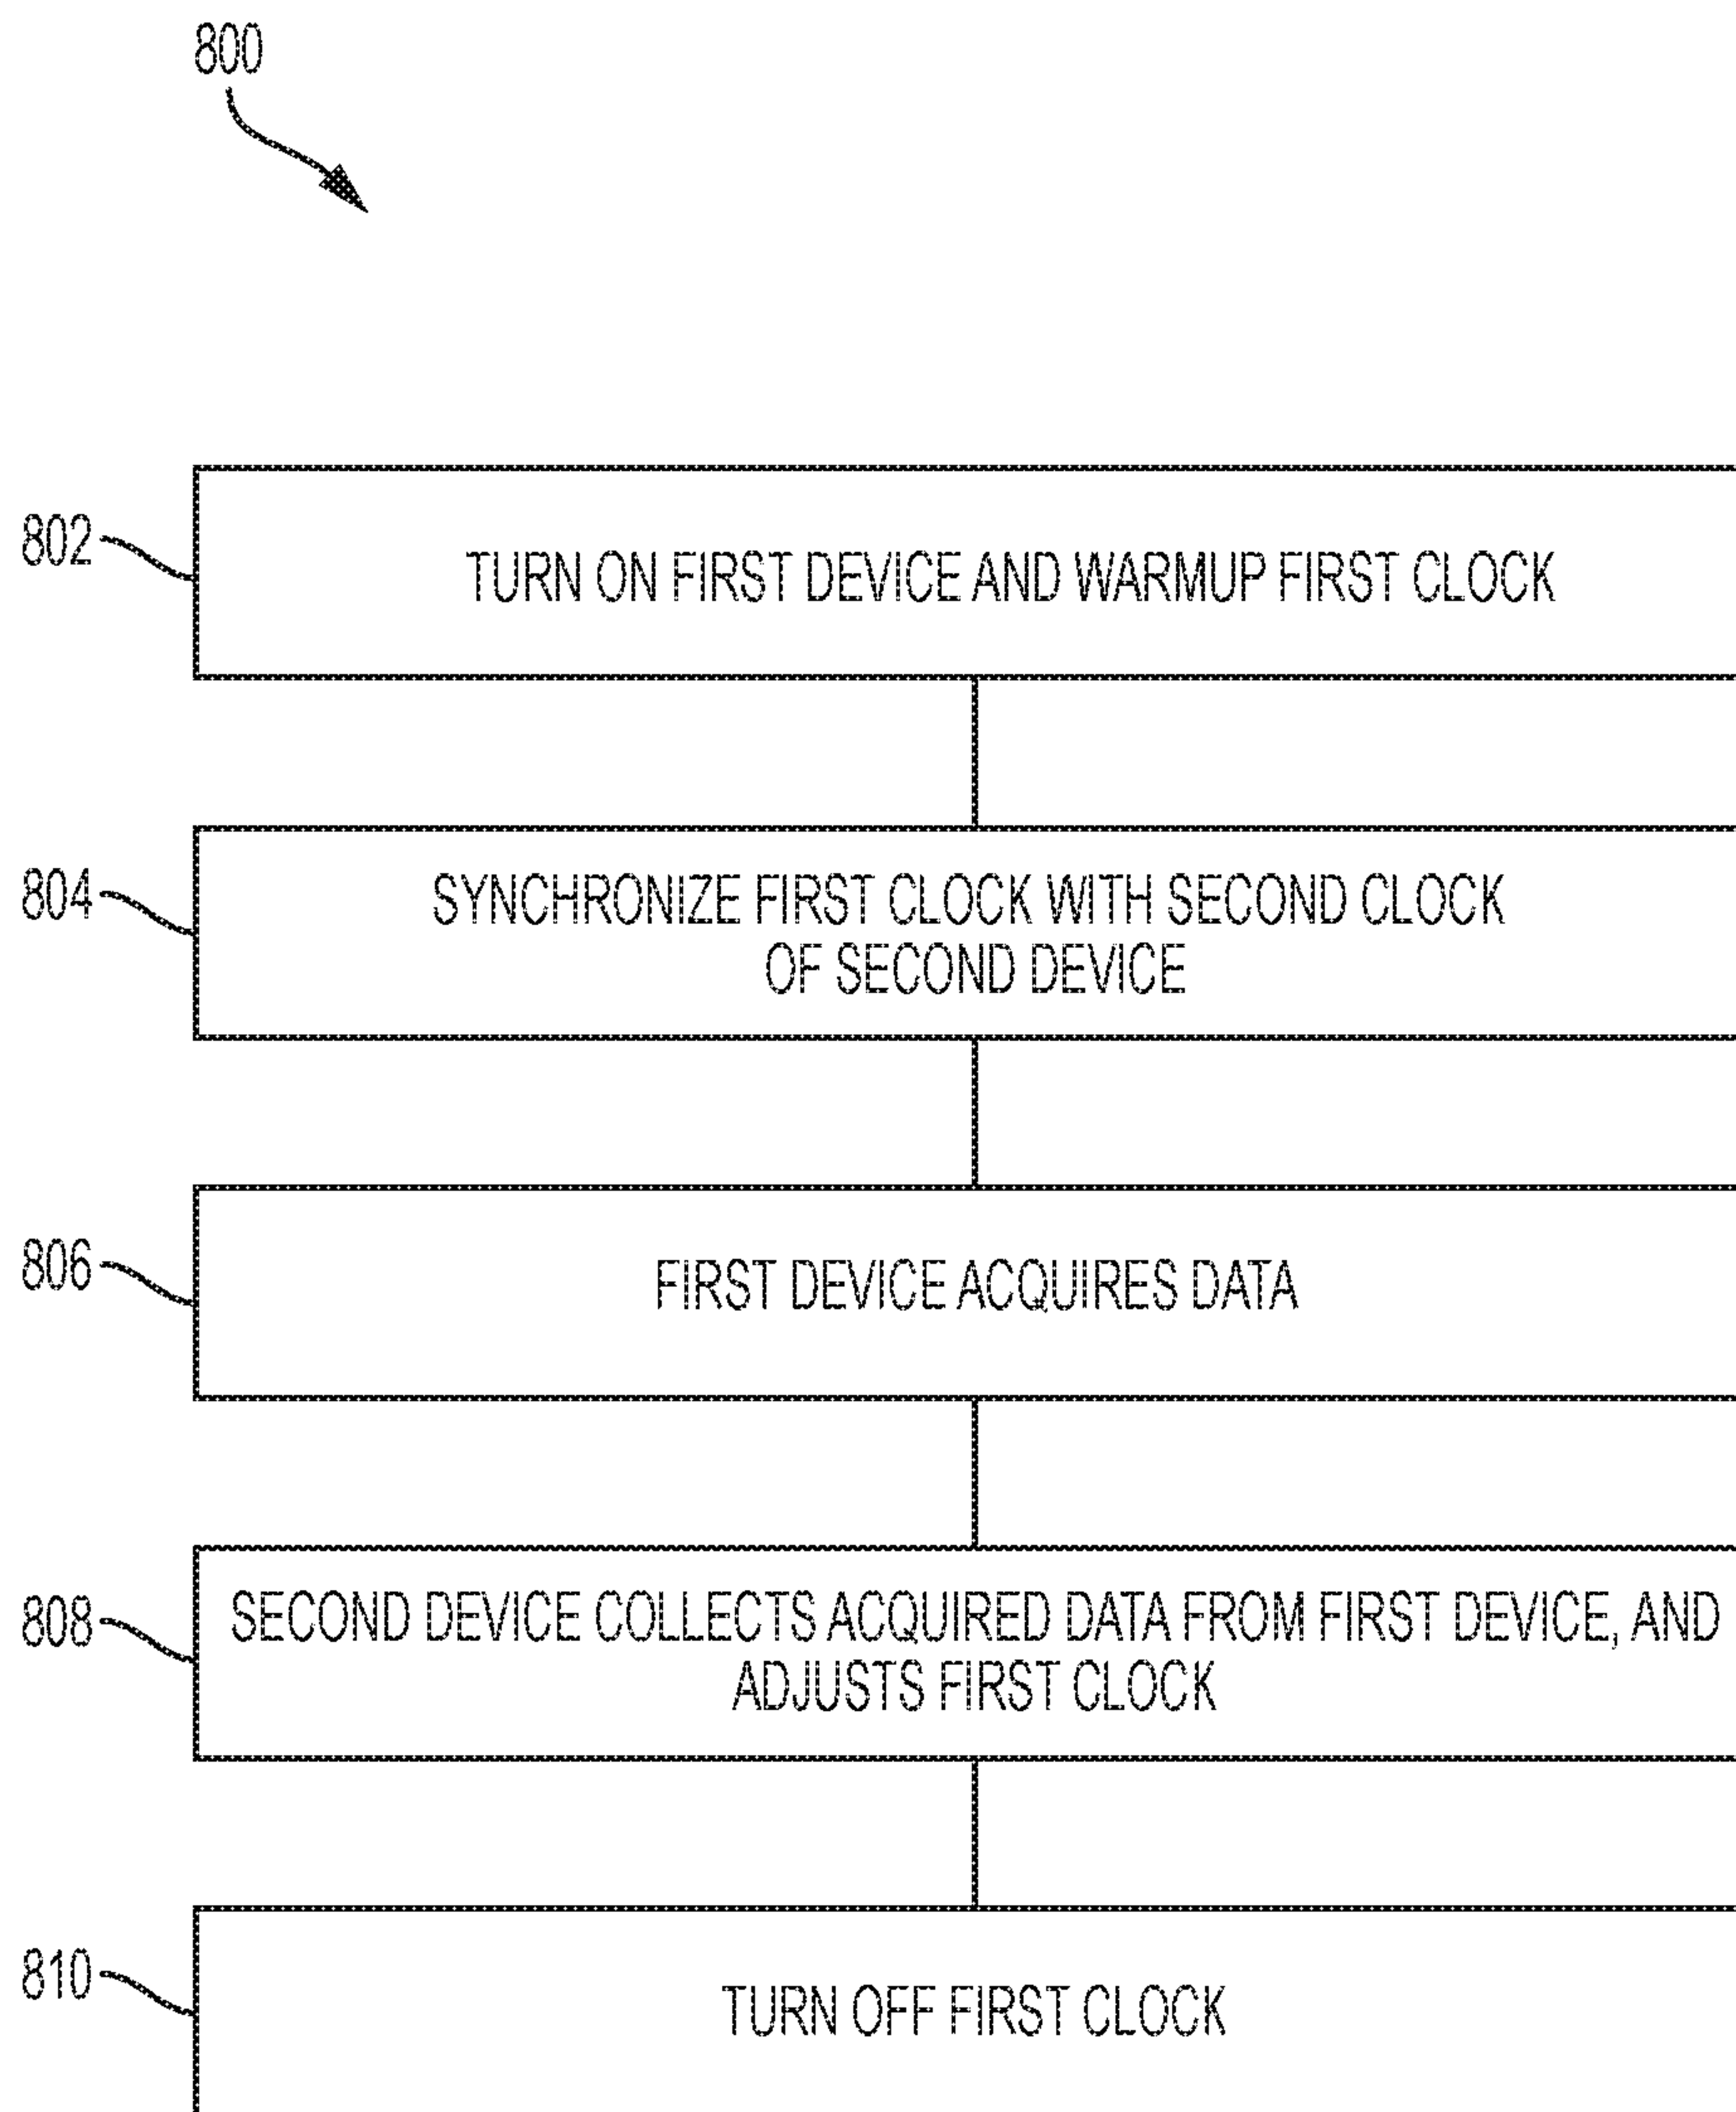 800
802
TURN ON FIRST DEVICE AND WARMUP FIRST CLOCK
804
SYNCHRONIZE FIRST CLOCK WITH SECOND CLOCK
OF SECOND DEVICE
806
FIRST DEVICE ACQUIRES DATA
808
SECOND DEVICE COLLECTS ACQUIRED DATA FROM FIRST DEVICE, AND
ADJUSTS FIRST CLOCK
810
TURN OFF FIRST CLOCK